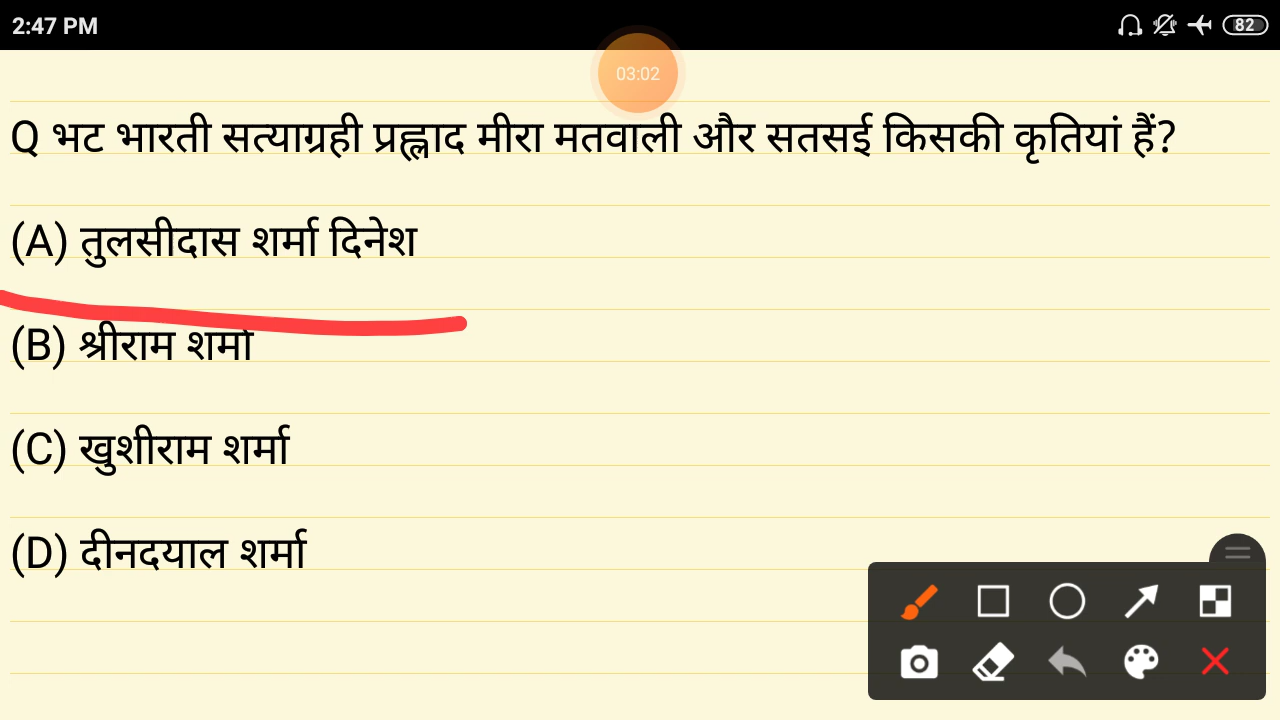 2:47 PM
82
03:02
Q भट भारती सत्याग्रही प्रह्लाद मीरा मतवाली और सतसई किसकी कृतियां हैं?
(A) तुलसीदास शर्मा दिनेश
(B) श्रीराम शर्मा
(C) खुशीराम शर्मा
(D) दीनदयाल शर्मा